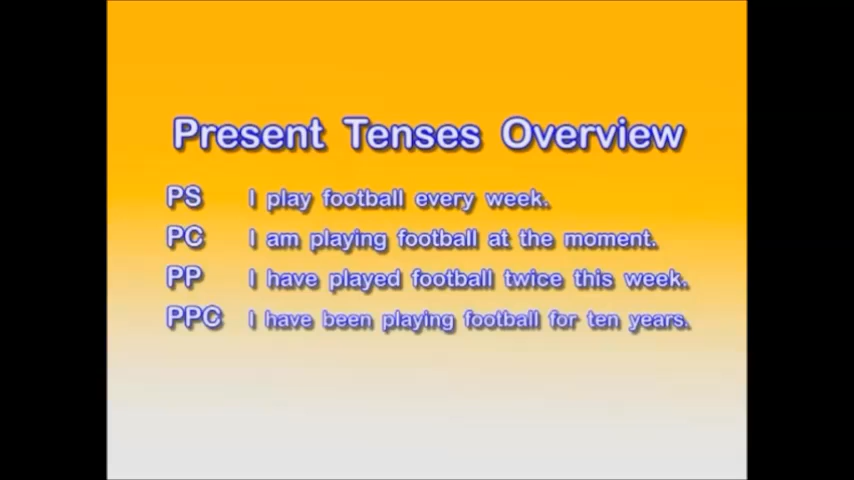 Present Tenses Overview
PS I play football every week.
PC I am playing football at the moment.
PP I have played football twice this week.
PPC I have been playing football for ten years.